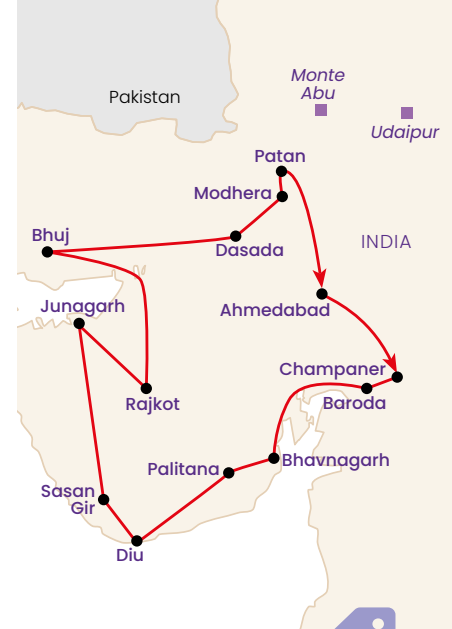 Monte
Abu
Pakistan
Udaipur
Patan
Modhera
Bhuj
Dasada
INDIA
Junagarh
Ahmedabad
Champaner
Rajkot
Baroda
Palitana
Bhavnagarh
Sasan
Gir
Diu